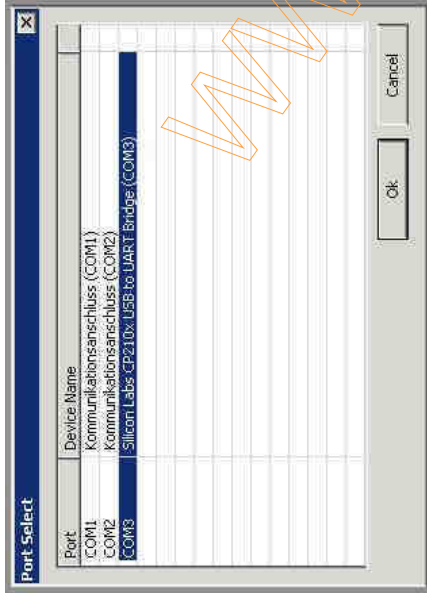 Port Select
Port Device Name
COM1 Kommunikationsanschluss (COM1)
COM2 Kommunikationsanschluss (COM2)
COM3 Silicon Labs CP210x USB to UART Bridge (COM3)
Ok Cancel